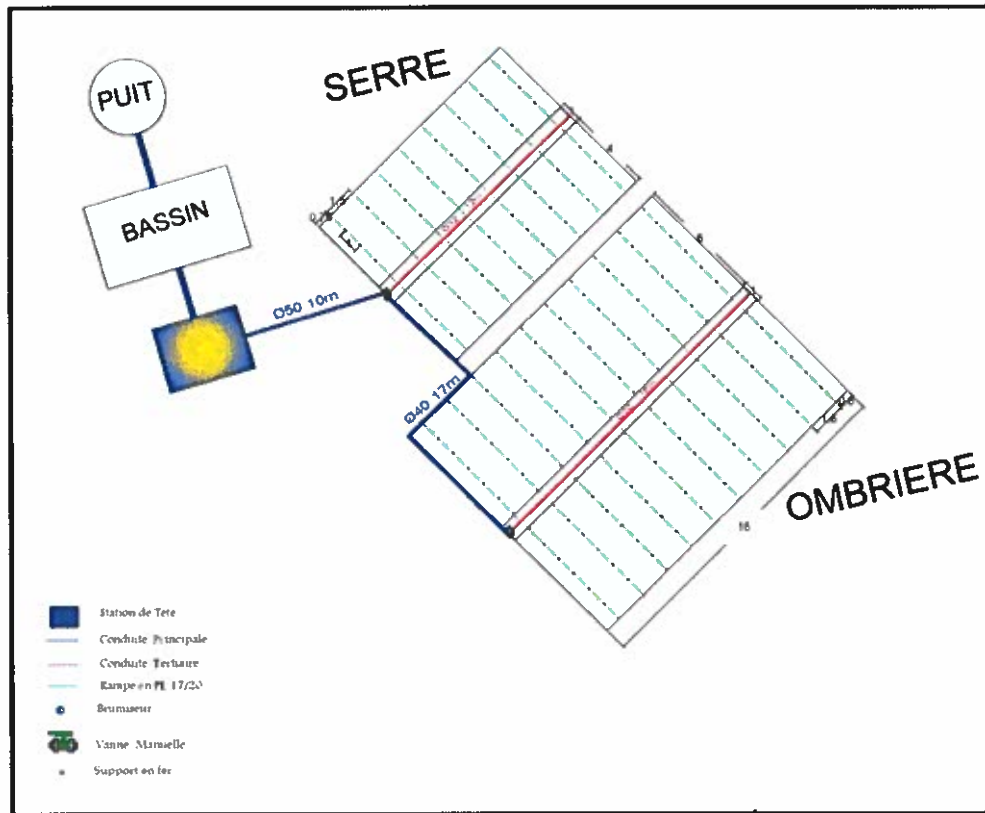 SERRE
PUIT
BASSIN
Ø50 10m
Ø40 17m
OMBRIERE
16
Station de Tete
Conduite Principale
Conduite Tertiaire
Rampe en PE 17/20
Brumiseur
Vanne Manuelle
Support en fer